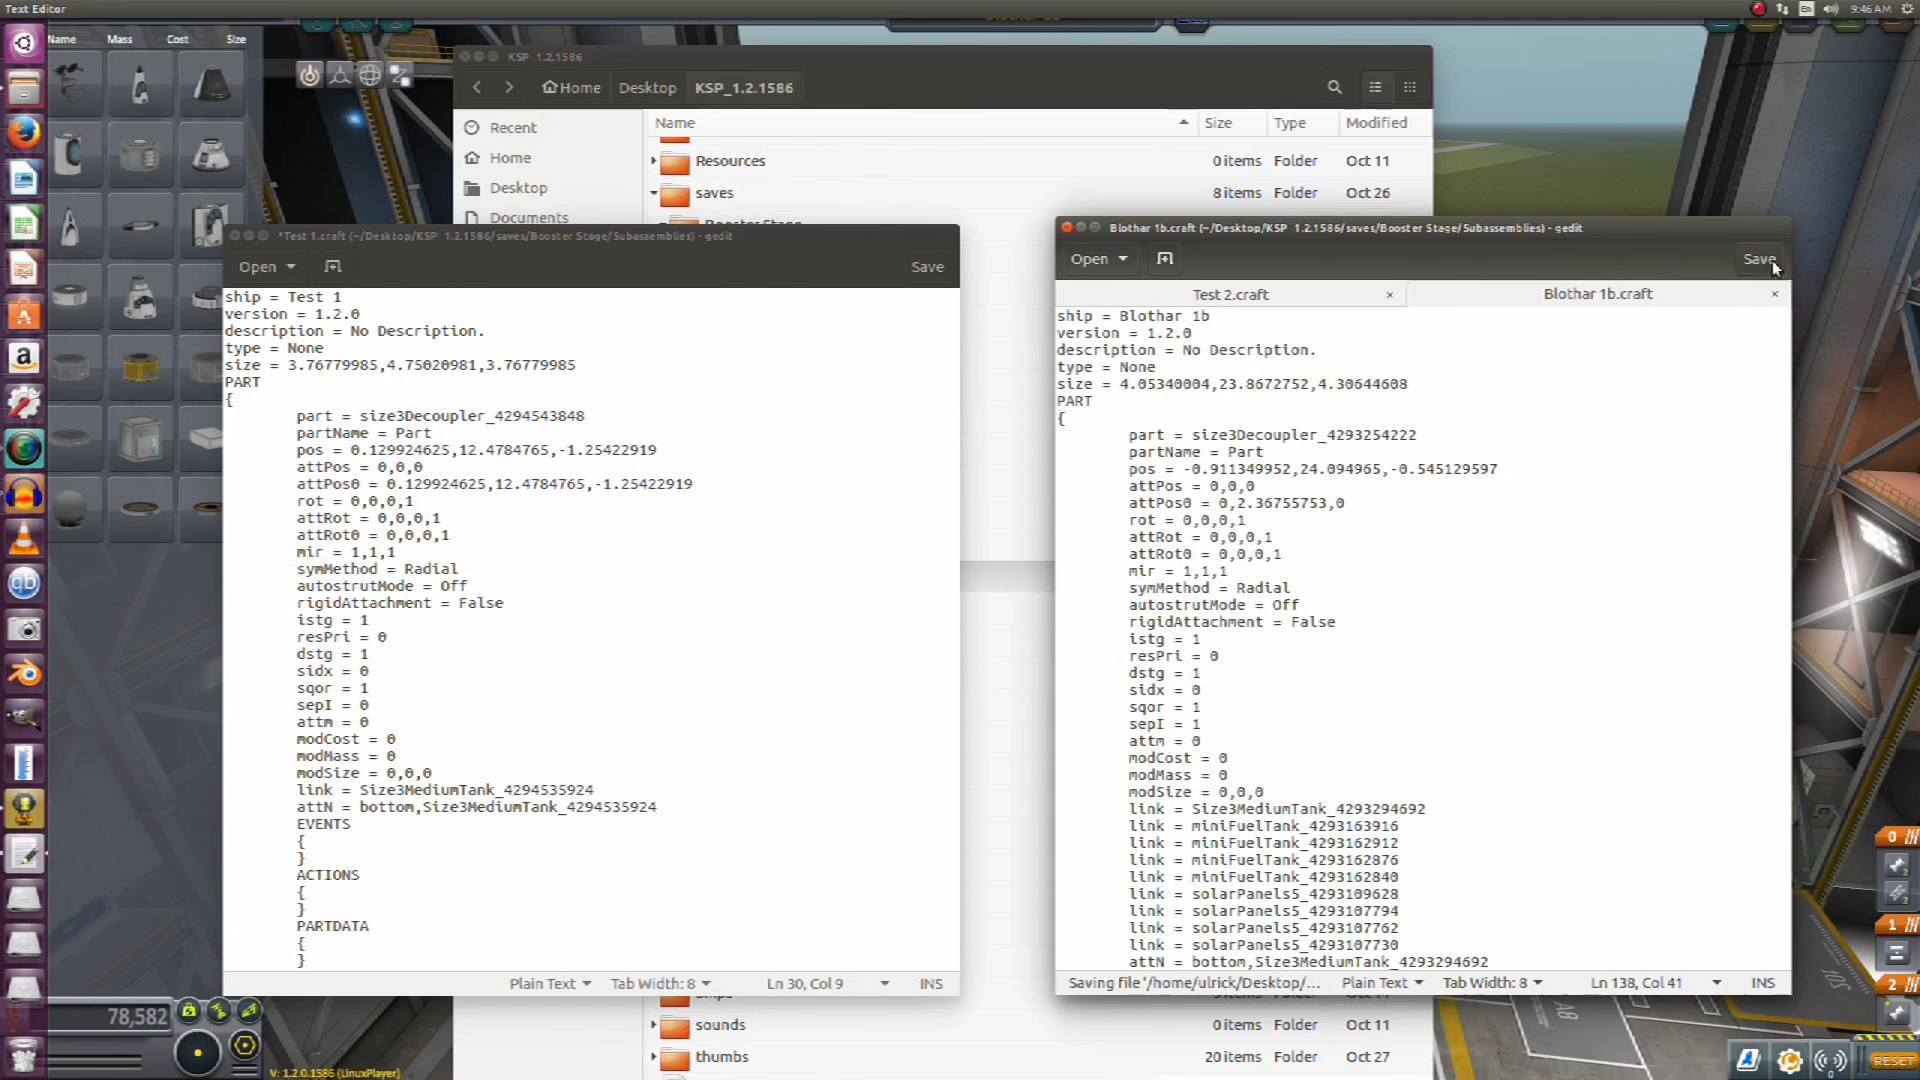 Text Editor
En
9:46 AM
Name Mass Cost Size
KSP 1.2.1586
Home Desktop KSP_1.2.1586
Recent
Home
Desktop
Documents
Name Size Type Modified
Resources 0 items Folder Oct 11
saves 8 items Folder Oct 26
Booster Stage
*Test 1.craft (~/Desktop/KSP 1.2.1586/saves/Booster Stage/Subassemblies) - gedit
Open Save
ship = Test 1
version = 1.2.0
description = No Description.
type = None
size = 3.76779985,4.75020981,3.76779985
PART
{
part = size3Decoupler_4294543848
partName = Part
pos = 0.129924625,12.4784765,-1.25422919
attPos = 0,0,0
attPos0 = 0.129924625,12.4784765,-1.25422919
rot = 0,0,0,1
attRot = 0,0,0,1
attRot0 = 0,0,0,1
mir = 1,1,1
symMethod = Radial
autostrutMode = Off
rigidAttachment = False
istg = 1
resPri = 0
dstg = 1
sidx = 0
sqor = 1
sepI = 0
attm = 0
modCost = 0
modMass = 0
modSize = 0,0,0
link = Size3MediumTank_4294535924
attN = bottom,Size3MediumTank_4294535924
EVENTS
{
}
ACTIONS
{
}
PARTDATA
{
}
Plain Text Tab Width: 8 Ln 30, Col 9 INS
Blothar 1b.craft (~/Desktop/KSP 1.2.1586/saves/Booster Stage/Subassemblies) - gedit
Open Save
Test 2.craft × Blothar 1b.craft ×
ship = Blothar 1b
version = 1.2.0
description = No Description.
type = None
size = 4.05340004,23.8672752,4.30644608
PART
{
part = size3Decoupler_4293254222
partName = Part
pos = -0.911349952,24.094965,-0.545129597
attPos = 0,0,0
attPos0 = 0,2.36755753,0
rot = 0,0,0,1
attRot = 0,0,0,1
attRot0 = 0,0,0,1
mir = 1,1,1
symMethod = Radial
autostrutMode = Off
rigidAttachment = False
istg = 1
resPri = 0
dstg = 1
sidx = 0
sqor = 1
sepI = 1
attm = 0
modCost = 0
modMass = 0
modSize = 0,0,0
link = Size3MediumTank_4293294692
link = miniFuelTank_4293163916
link = miniFuelTank_4293162912
link = miniFuelTank_4293162876
link = miniFuelTank_4293162840
link = solarPanels5_4293109628
link = solarPanels5_4293107794
link = solarPanels5_4293107762
link = solarPanels5_4293107730
attN = bottom,Size3MediumTank_4293294692
Saving file '/home/ulrick/Desktop/... Plain Text Tab Width: 8 Ln 138, Col 41 INS
sounds 0 items Folder Oct 11
thumbs 20 items Folder Oct 27
78,582
V: 1.2.0.1586 (LinuxPlayer)
0
1
2
RESET